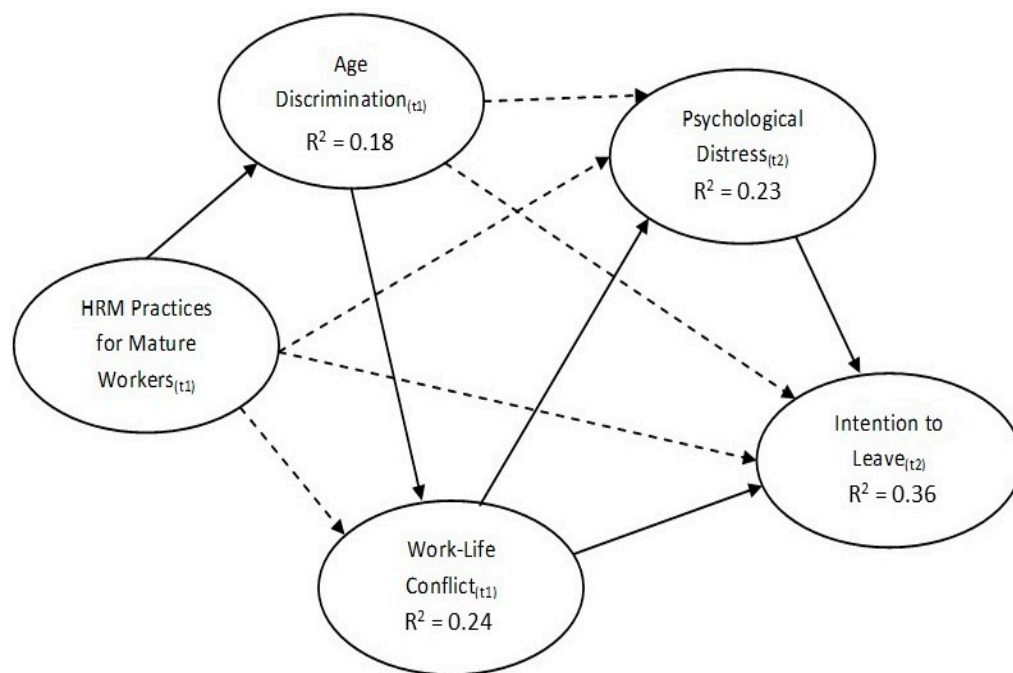 Age
Discrimination(t1)
R² = 0.18
Psychological
Distress(t2)
R² = 0.23
HRM Practices
for Mature
Workers(t1)
Intention to
Leave(t2)
R² = 0.36
Work-Life
Conflict(t1)
R² = 0.24